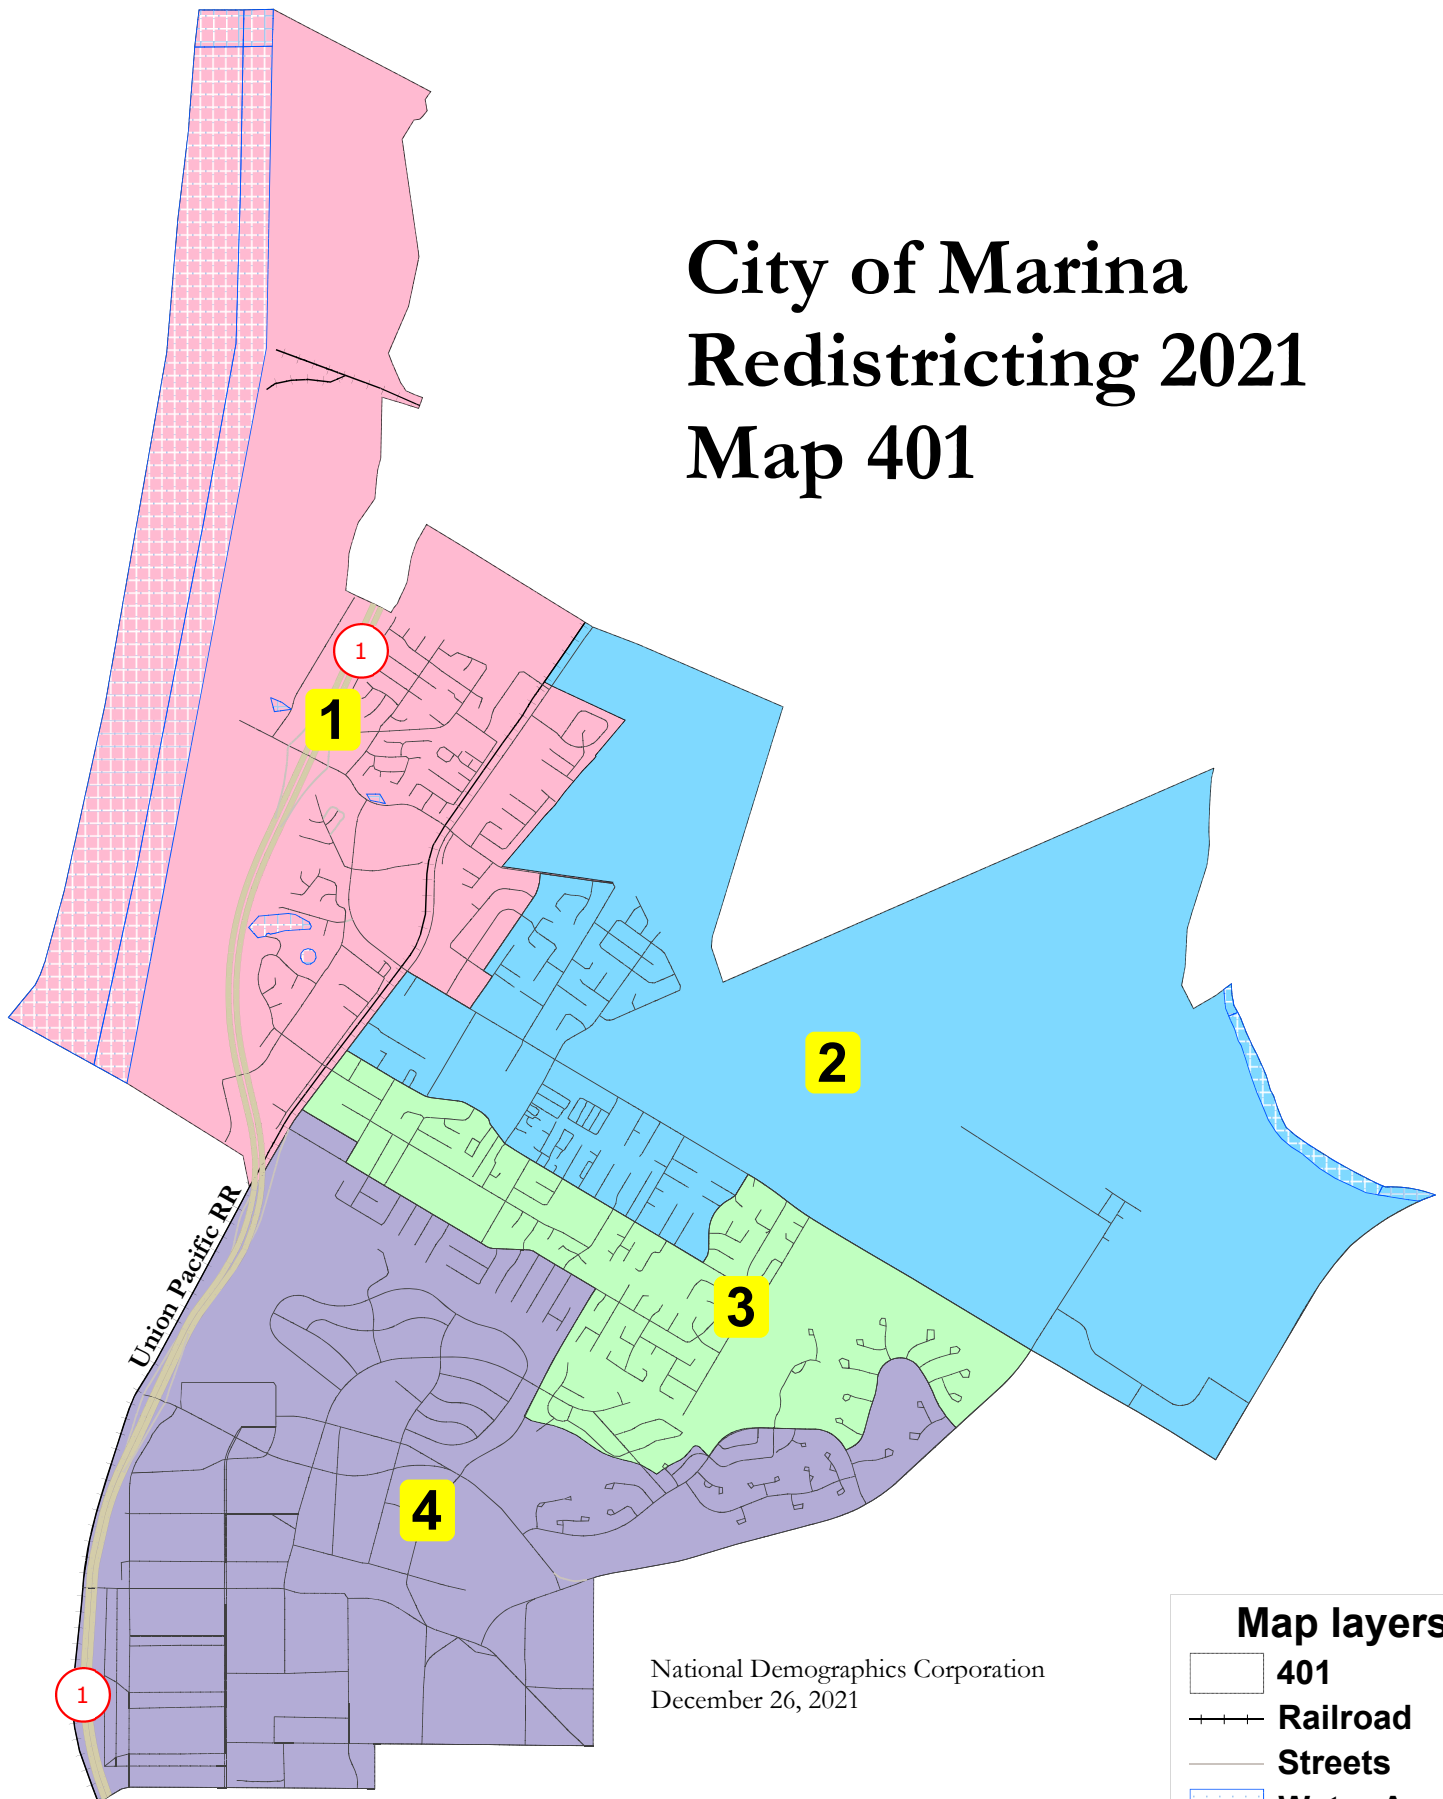 City of Marina
Redistricting 2021
Map 401
1
1
2
3
Union Pacific RR
4
National Demographics Corporation
December 26, 2021
1
Map layers
401
Railroad
Streets